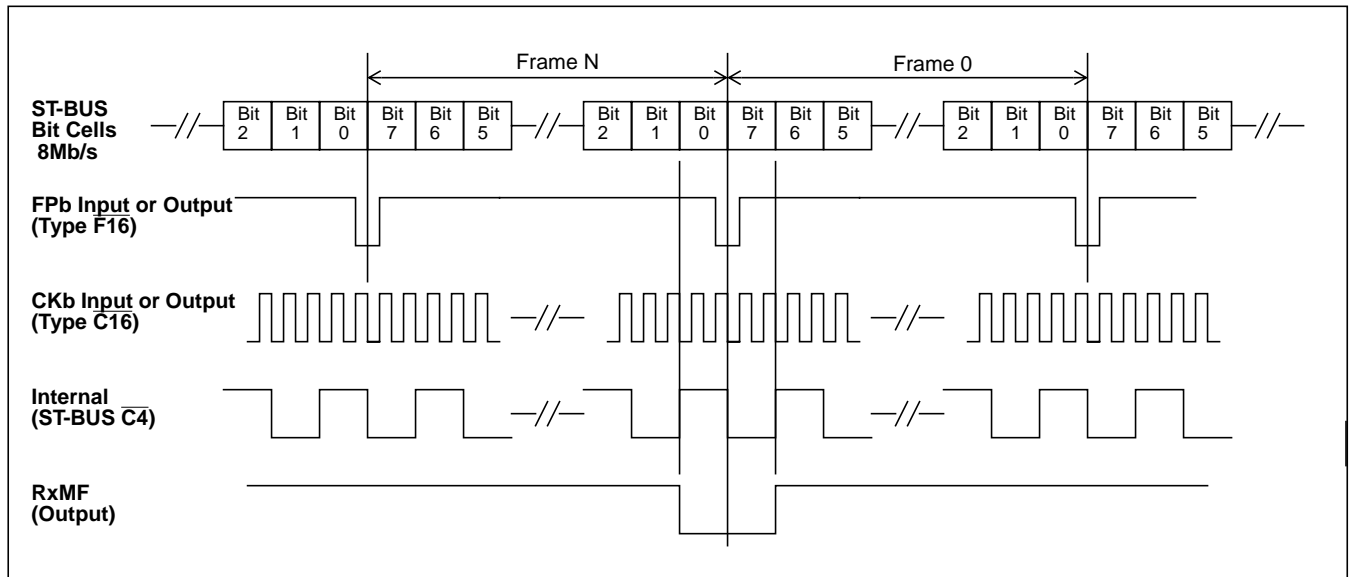 Frame N
Frame 0
ST-BUS
Bit Cells
8Mb/s
Bit 2 Bit 1 Bit 0 Bit 7 Bit 6 Bit 5 Bit 2 Bit 1 Bit 0 Bit 7 Bit 6 Bit 5 Bit 2 Bit 1 Bit 0 Bit 7 Bit 6 Bit 5
FPb Input or Output
(Type F16)
CKb Input or Output
(Type C16)
Internal
(ST-BUS C4)
RxMF
(Output)